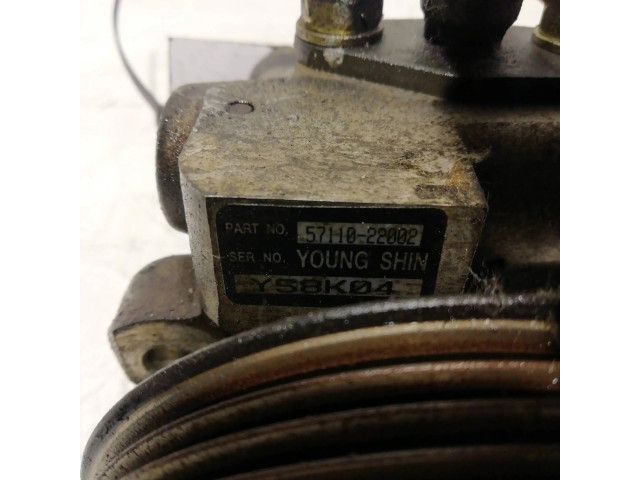 PART NO. 57110-22002
SER NO. YOUNG SHIN
YS8K04